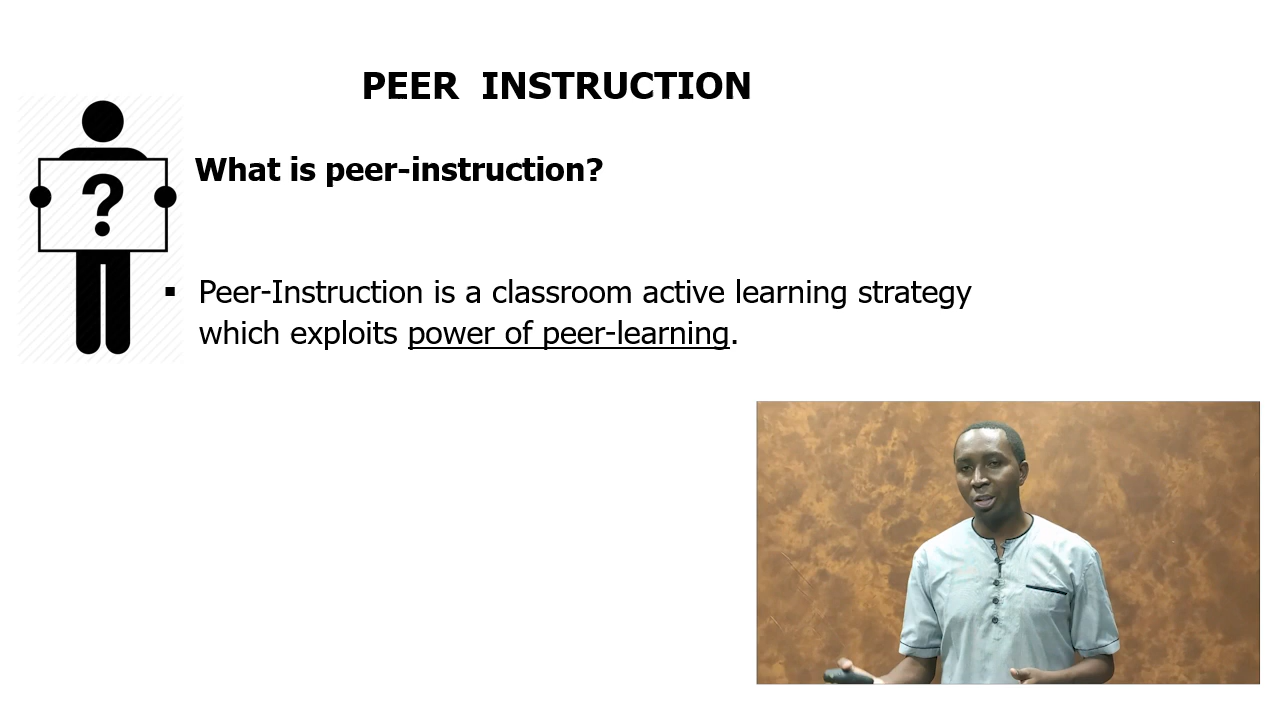 PEER INSTRUCTION
What is peer-instruction?
?
▪ Peer-Instruction is a classroom active learning strategy
which exploits power of peer-learning.